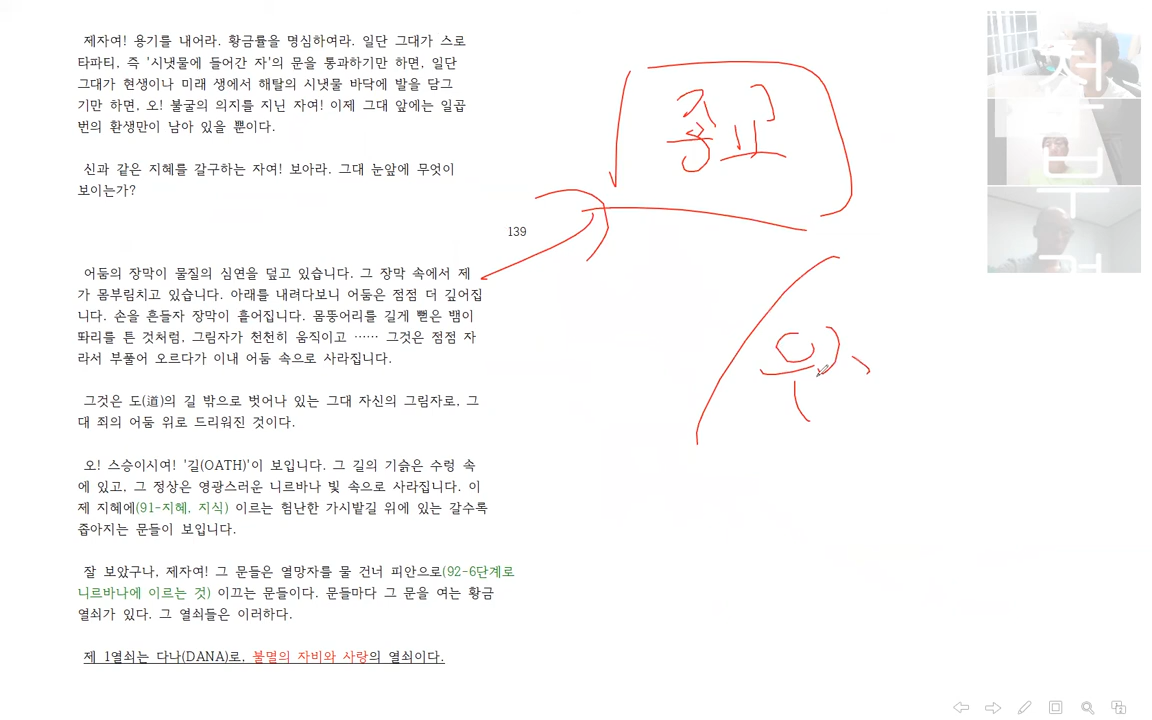 제자여! 용기를 내어라. 황금률을 명심하여라. 일단 그대가 스로
타파티, 즉 '시냇물에 들어간 자'의 문을 통과하기만 하면, 일단
그대가 현생이나 미래 생에서 해탈의 시냇물 바닥에 발을 담그
기만 하면, 오! 불굴의 의지를 지닌 자여! 이제 그대 앞에는 일곱
번의 환생만이 남아 있을 뿐이다.
신과 같은 지혜를 갈구하는 자여! 보아라. 그대 눈앞에 무엇이
보이는가?
139
어둠의 장막이 물질의 심연을 덮고 있습니다. 그 장막 속에서 제
가 몸부림치고 있습니다. 아래를 내려다보니 어둠은 점점 더 깊어집
니다. 손을 흔들자 장막이 흩어집니다. 몸뚱어리를 길게 뻗은 뱀이
똬리를 튼 것처럼, 그림자가 천천히 움직이고 …… 그것은 점점 자
라서 부풀어 오르다가 이내 어둠 속으로 사라집니다.
그것은 도(道)의 길 밖으로 벗어나 있는 그대 자신의 그림자로, 그
대 죄의 어둠 위로 드리워진 것이다.
오! 스승이시여! '길(OATH)'이 보입니다. 그 길의 기슭은 수렁 속
에 있고, 그 정상은 영광스러운 니르바나 빛 속으로 사라집니다. 이
제 지혜에(91-지혜, 지식) 이르는 험난한 가시밭길 위에 있는 갈수록
좁아지는 문들이 보입니다.
잘 보았구나, 제자여! 그 문들은 열망자를 물 건너 피안으로(92-6단계로
니르바나에 이르는 것) 이끄는 문들이다. 문들마다 그 문을 여는 황금
열쇠가 있다. 그 열쇠들은 이러하다.
제 1열쇠는 다나(DANA)로, 불멸의 자비와 사랑의 열쇠이다.
종교